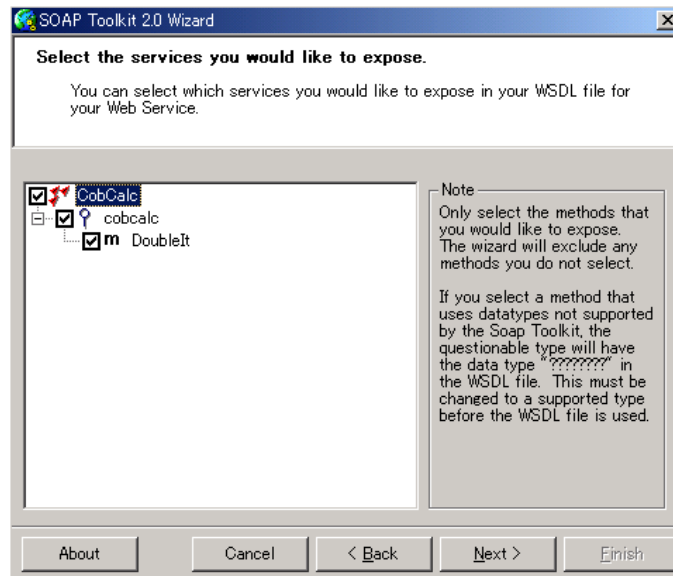 SOAP Toolkit 2.0 Wizard
Select the services you would like to expose.
You can select which services you would like to expose in your WSDL file for
your Web Service.
CobCalc
cobcalc
m DoubleIt
Note
Only select the methods that
you would like to expose.
The wizard will exclude any
methods you do not select.
If you select a method that
uses datatypes not supported
by the Soap Toolkit, the
questionable type will have
the data type "????????" in
the WSDL file. This must be
changed to a supported type
before the WSDL file is used.
About
Cancel
< Back
Next >
Finish